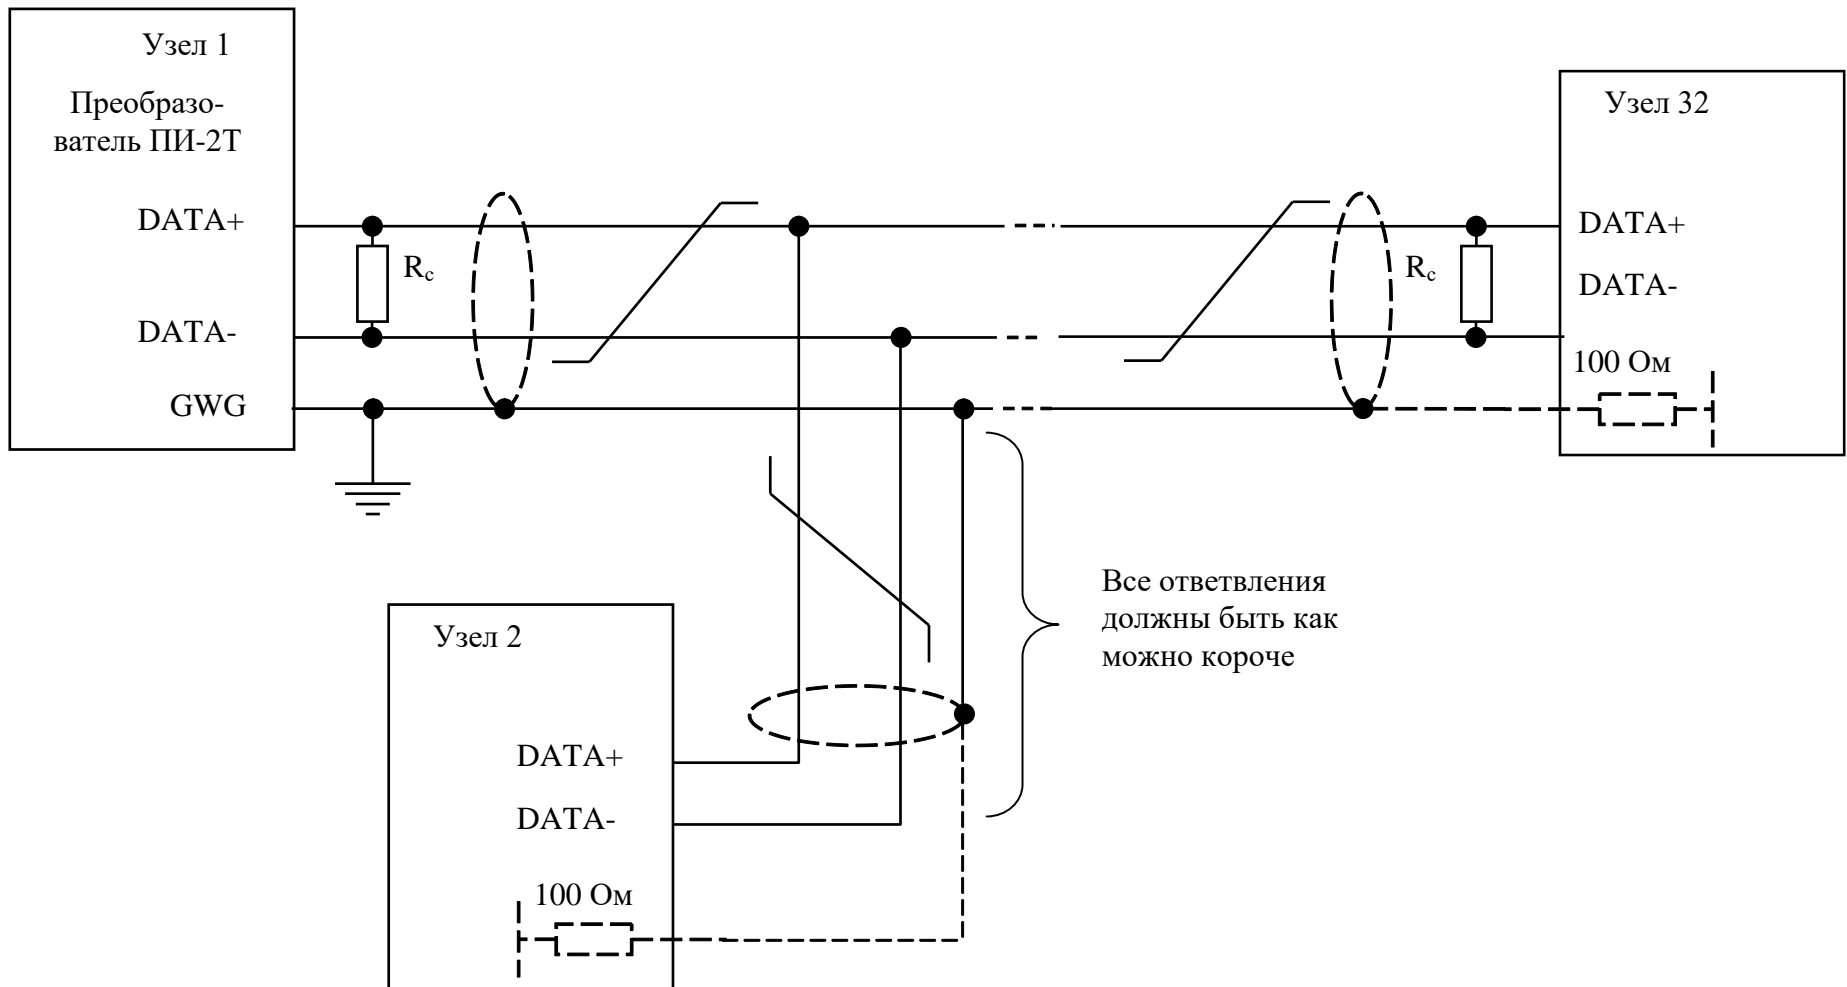 Узел 1
Преобразо-
ватель ПИ-2Т
DATA+
DATA-
GWG
Rc
Rc
Узел 32
DATA+
DATA-
100 Ом
Все ответвления
должны быть как
можно короче
Узел 2
DATA+
DATA-
100 Ом